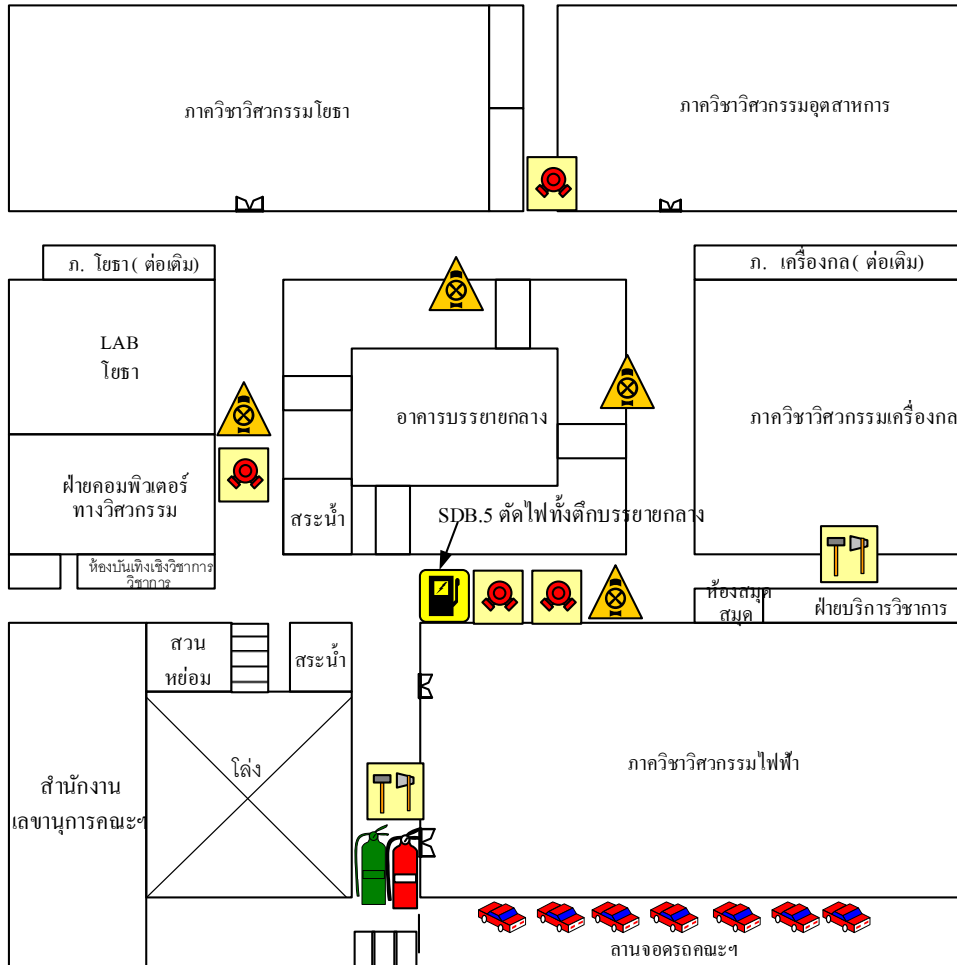 ภาควิชาวิศวกรรมโยธา
ภาควิชาวิศวกรรมอุตสาหการ
ภ. โยธา ( ต่อเติม)
ภ. เครื่องกล ( ต่อเติม)
LAB
โยธา
อาคารบรรยายกลาง
ภาควิชาวิศวกรรมเครื่องกล
ฝ่ายคอมพิวเตอร์
ทางวิศวกรรม
สระน้ำ
SDB.5 ตัดไฟทั้งตึกบรรยายกลาง
ห้องบันเทิงเชิงวิชาการ
วิชาการ
ห้องสมุด
สมุด
ฝ่ายบริการวิชาการ
สวน
หย่อม
สระน้ำ
โล่ง
ภาควิชาวิศวกรรมไฟฟ้า
สำนักงาน
เลขานุการคณะฯ
ลานจอดรถคณะฯ